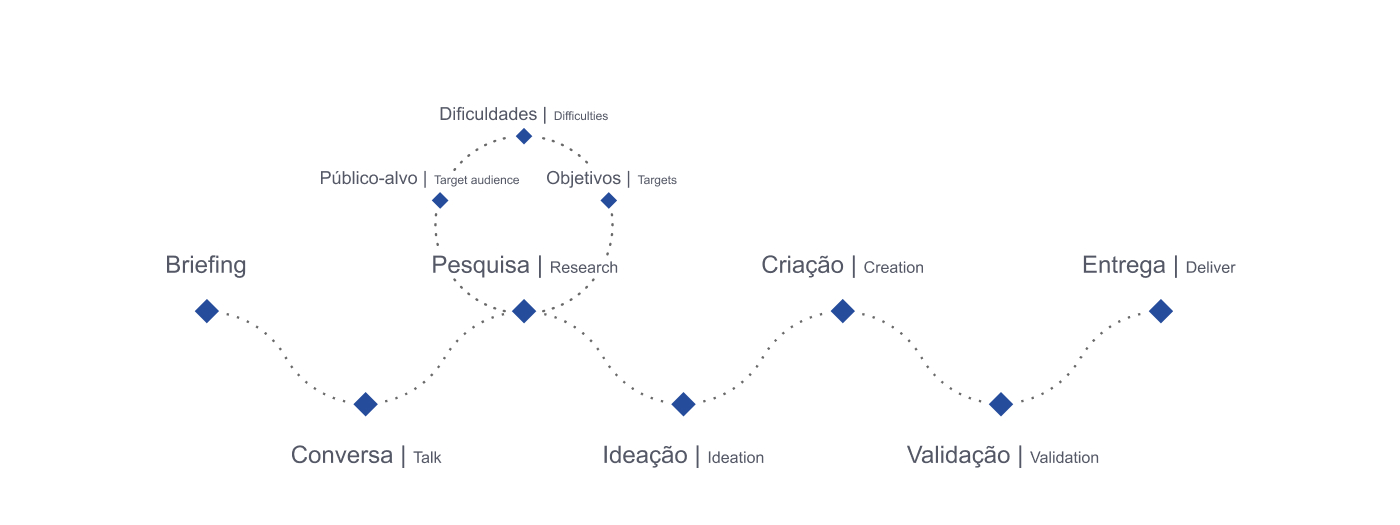 Dificuldades | Difficulties
Público-alvo | Target audience
Objetivos | Targets
Briefing
Pesquisa | Research
Criação | Creation
Entrega | Deliver
Conversa | Talk
Ideação | Ideation
Validação | Validation